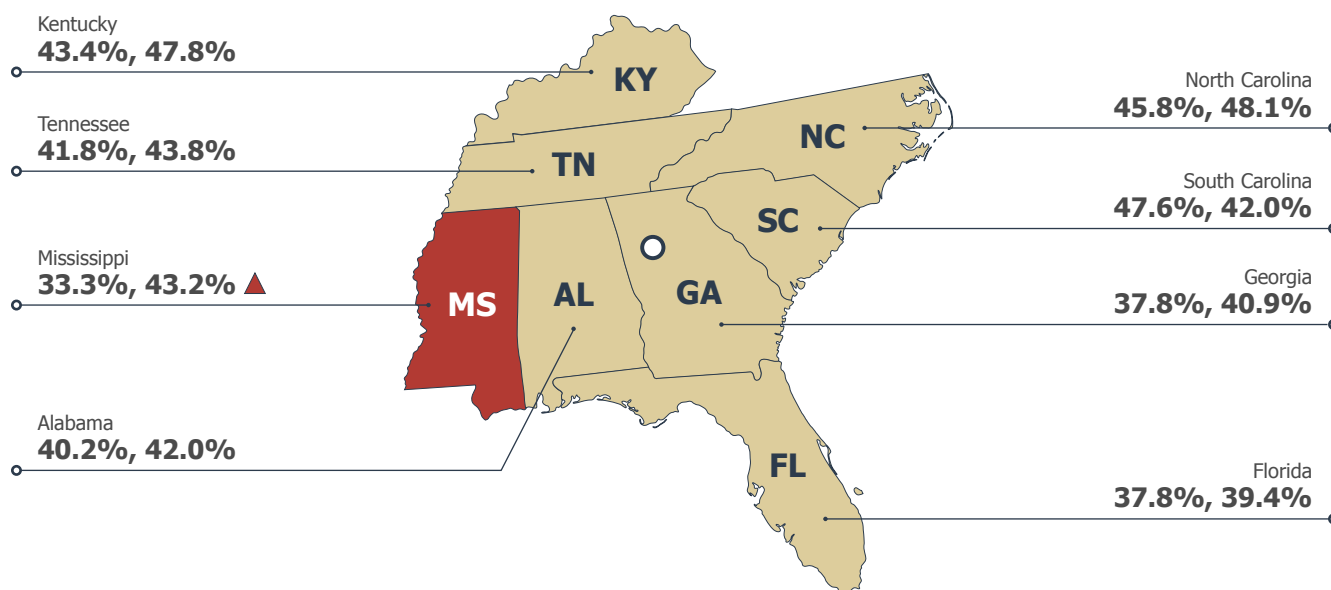 Kentucky
43.4%, 47.8%
Tennessee
41.8%, 43.8%
Mississippi
33.3%, 43.2%
Alabama
40.2%, 42.0%
KY
TN
NC
SC
MS
AL
GA
FL
North Carolina
45.8%, 48.1%
South Carolina
47.6%, 42.0%
Georgia
37.8%, 40.9%
Florida
37.8%, 39.4%